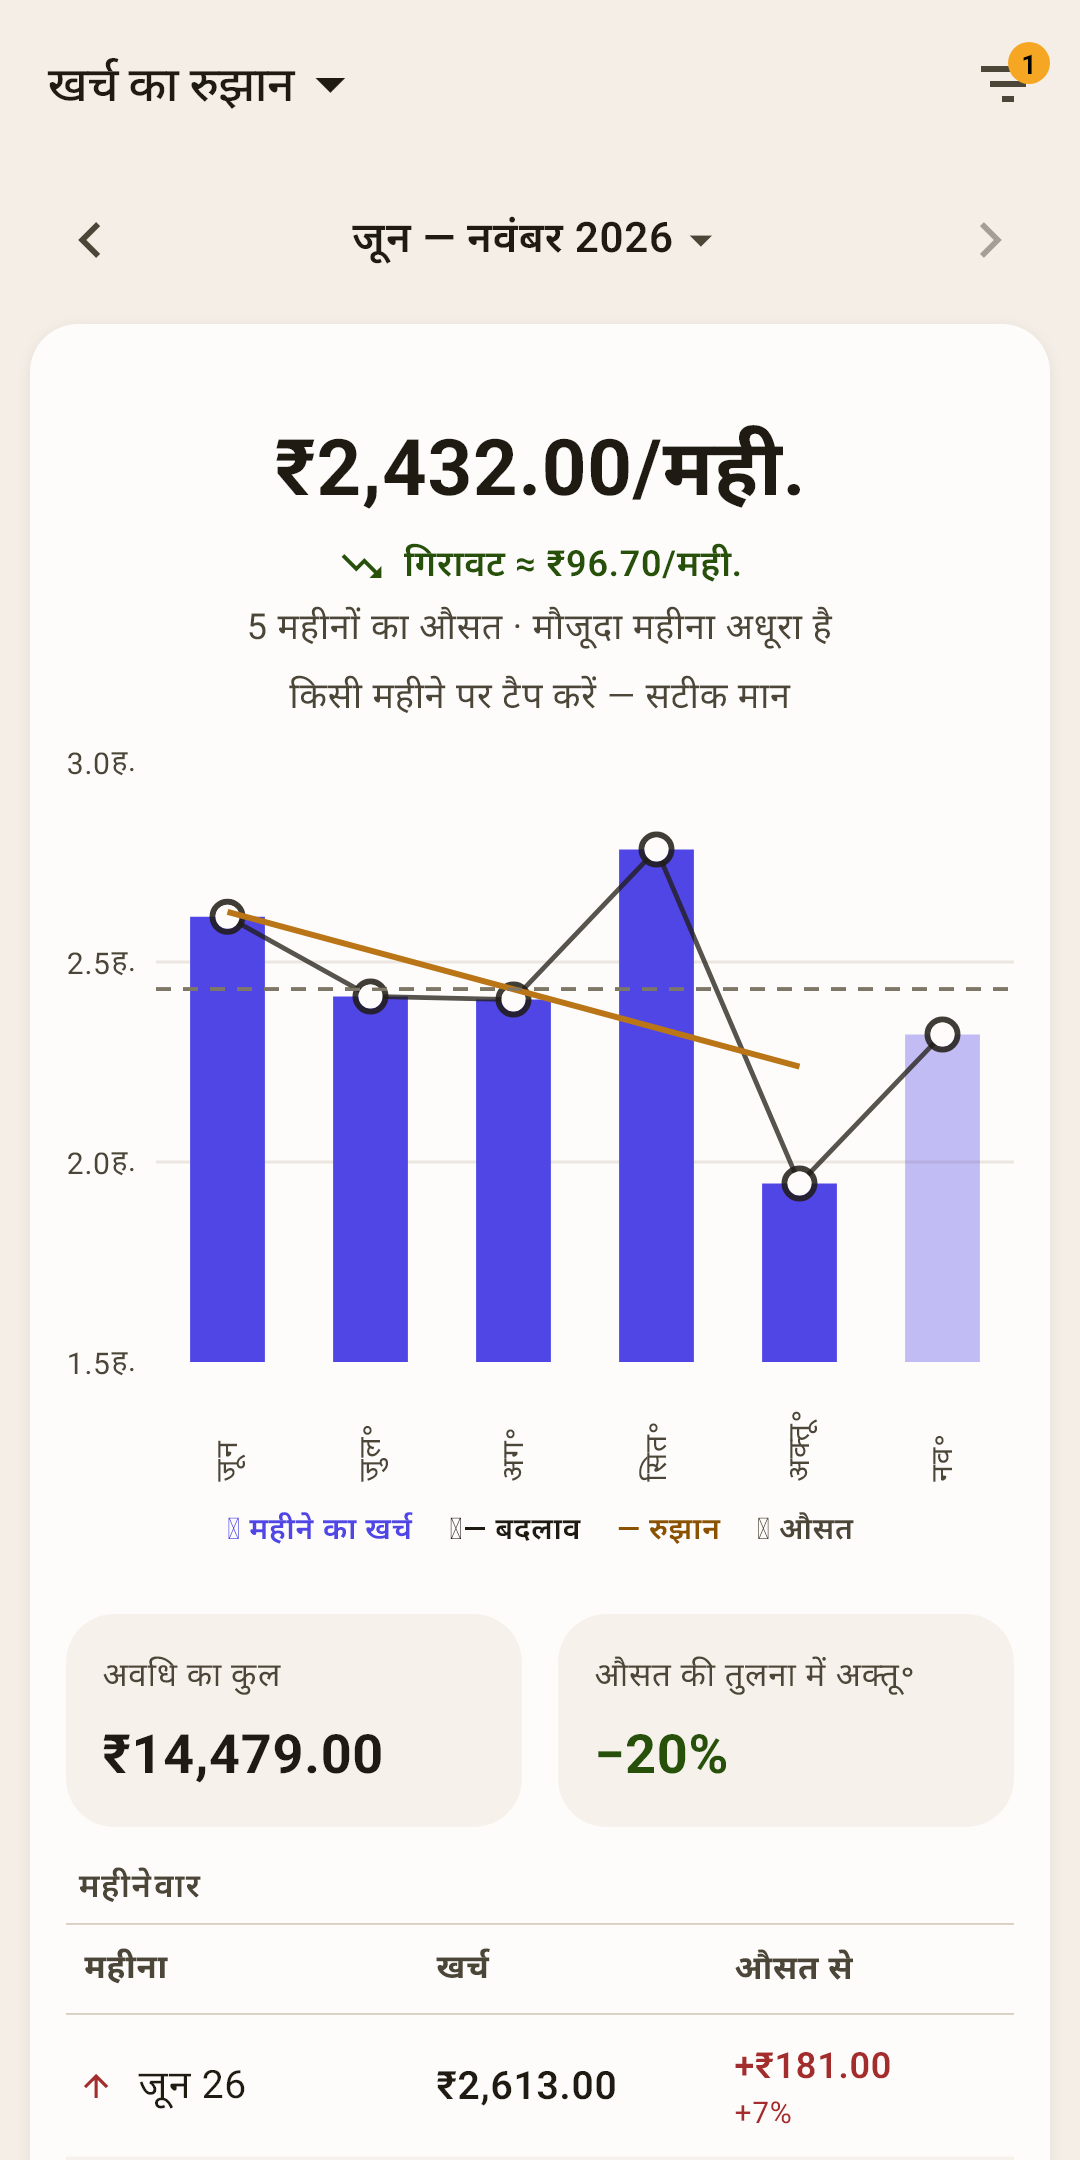 खर्च का रुझान
1
जून — नवंबर 2026
₹2,432.00/मही.
गिरावट ≈ ₹96.70/मही.
5 महीनों का औसत · मौजूदा महीना अधूरा है
किसी महीने पर टैप करें — सटीक मान
3.0ह.
2.5ह.
2.0ह.
1.5ह.
जून जुल॰ अग॰ सित॰ अक्तू॰ नव॰
महीने का खर्च — बदलाव — रुझान औसत
अवधि का कुल
₹14,479.00
औसत की तुलना में अक्तू॰
−20%
महीनेवार
महीना खर्च औसत से
जून 26 ₹2,613.00 +₹181.00
+7%